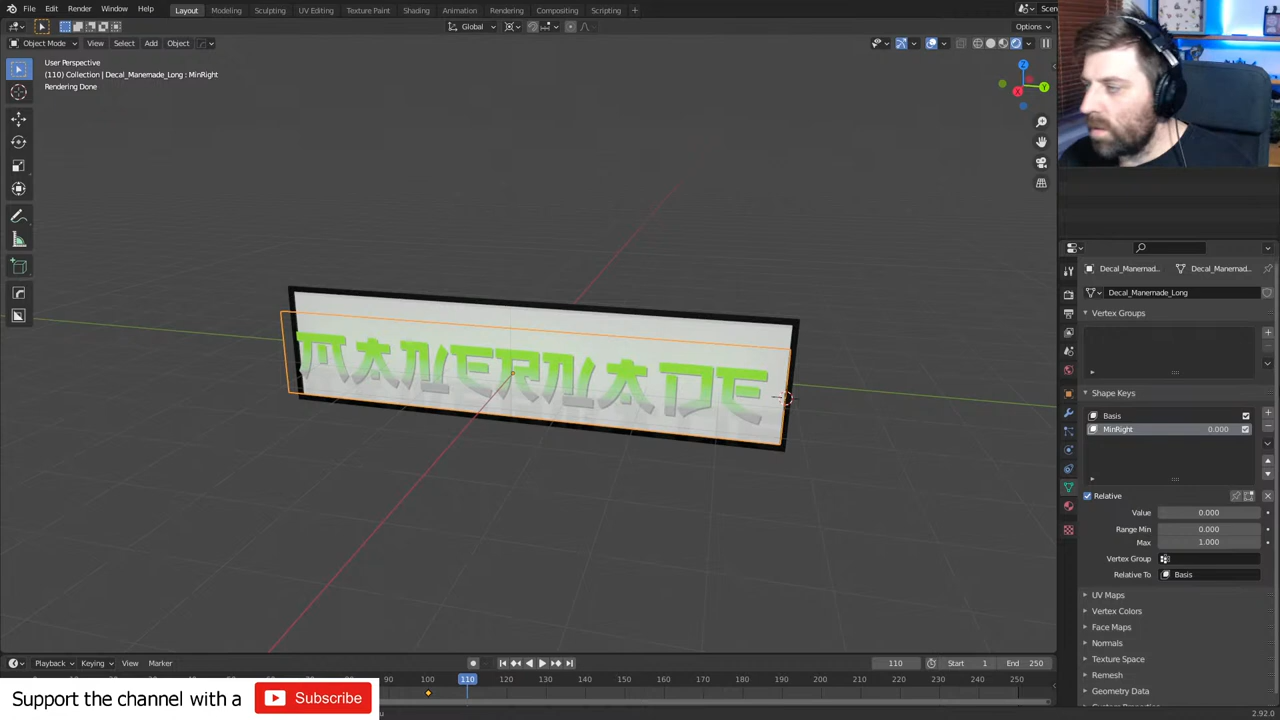 File Edit Render Window Help Layout Modeling Sculpting UV Editing Texture Paint Shading Animation Rendering Compositing Scripting + Scen
Global Options
Object Mode View Select Add Object
User Perspective
(110) Collection | Decal_Manemade_Long : MinRight
Rendering Done
Z
Y
X
MANERMADE
Decal_Manemad... Decal_Manemad...
Decal_Manemade_Long
Vertex Groups
Shape Keys
Basis
MinRight 0.000
Relative
Value 0.000
Range Min 0.000
Max 1.000
Vertex Group
Relative To Basis
UV Maps
Vertex Colors
Face Maps
Normals
Texture Space
Remesh
Geometry Data
Playback Keying View Marker 110 Start 1 End 250
100 110 120 130 140 150 160 170 180 190 200 210 220 230 240 250
Support the channel with a Subscribe
2.92.0